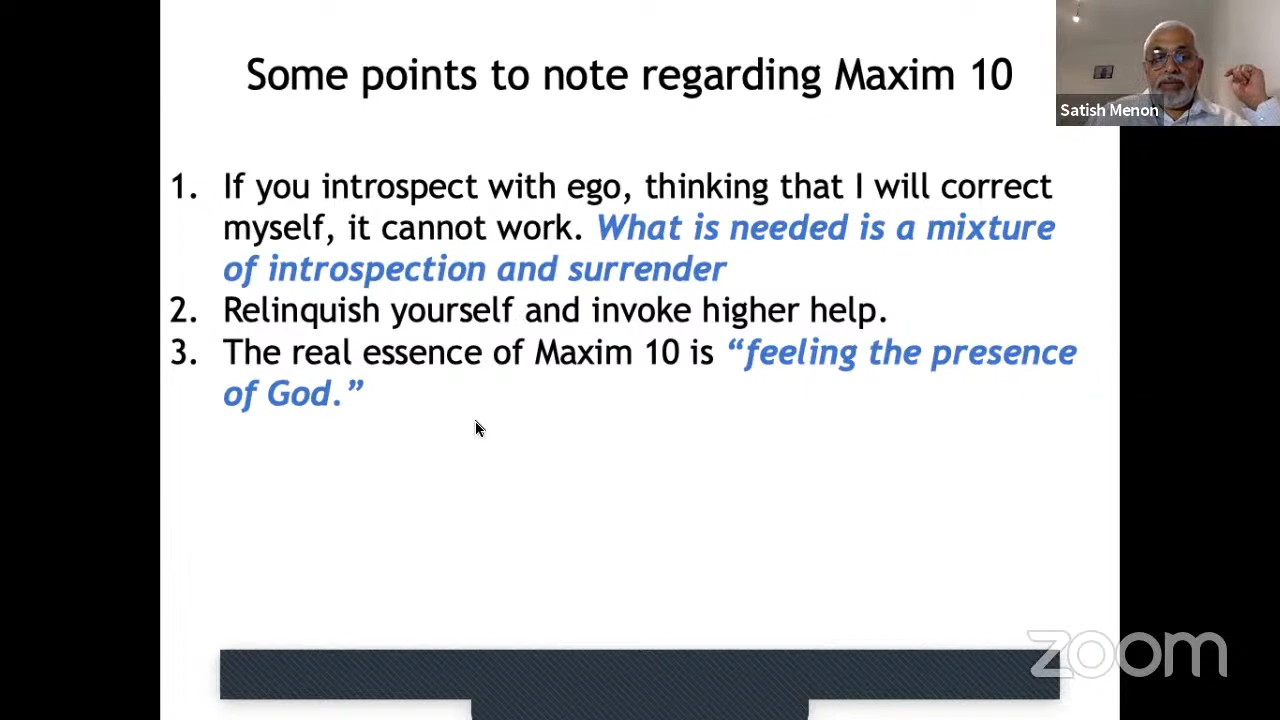 Some points to note regarding Maxim 10
Satish Menon
1. If you introspect with ego, thinking that I will correct
myself, it cannot work. What is needed is a mixture
of introspection and surrender
2. Relinquish yourself and invoke higher help.
3. The real essence of Maxim 10 is “feeling the presence
of God.”
zoom